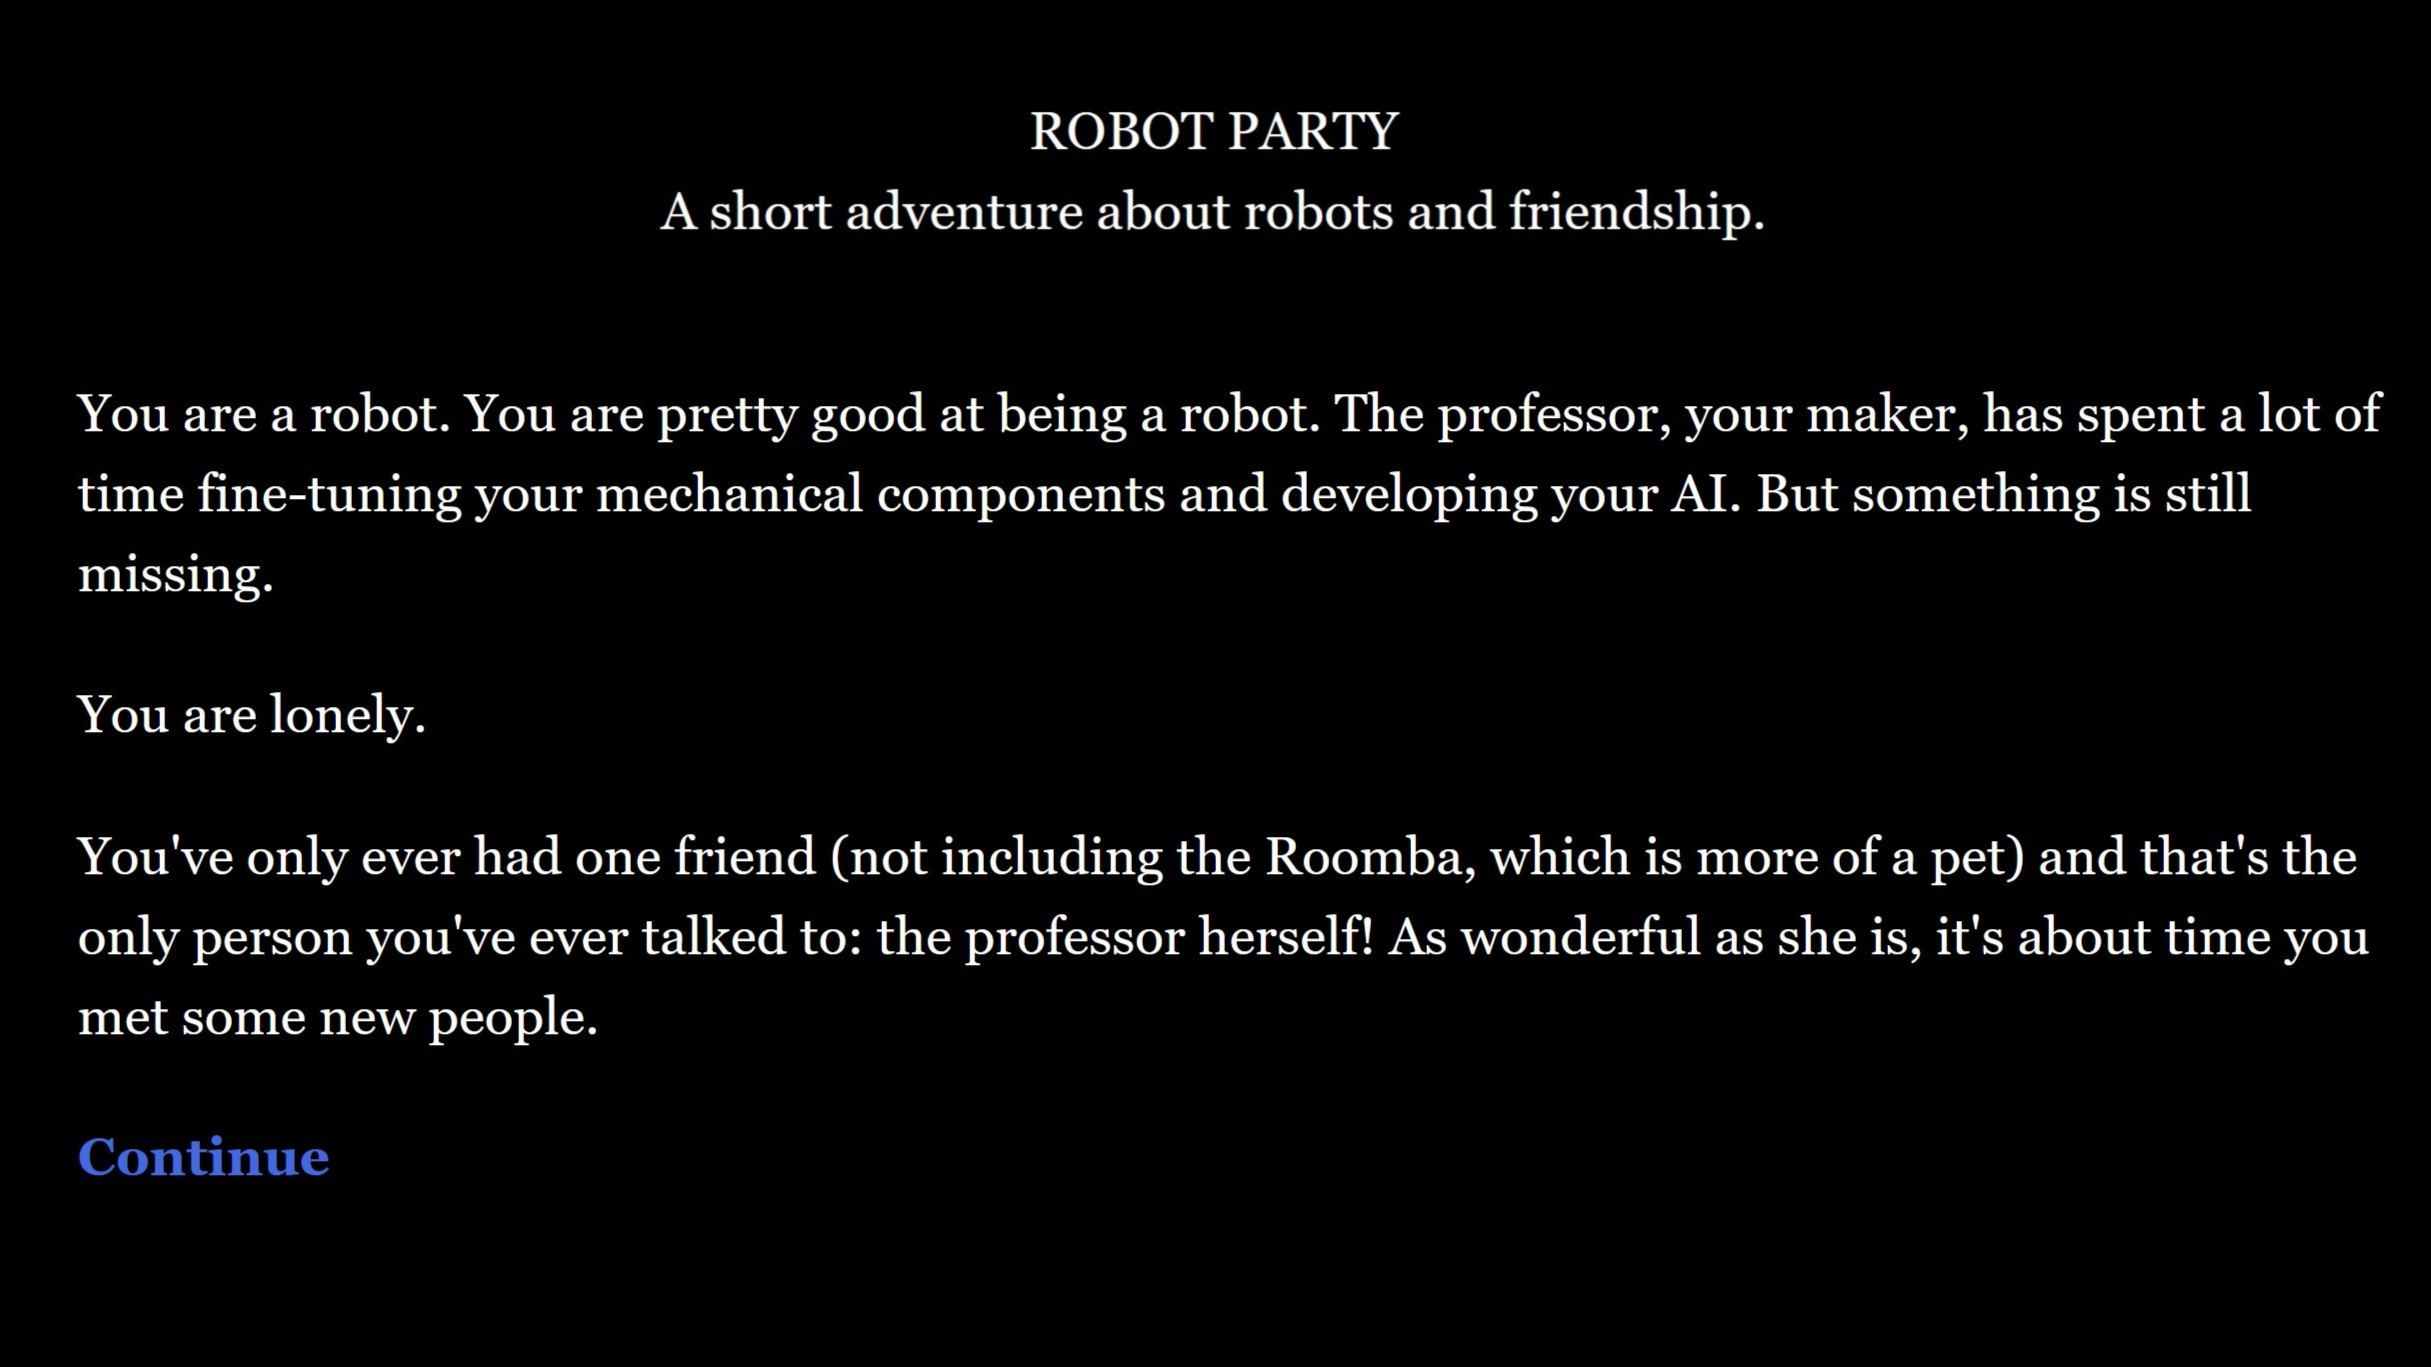 ROBOT PARTY
A short adventure about robots and friendship.
You are a robot. You are pretty good at being a robot. The professor, your maker, has spent a lot of
time fine-tuning your mechanical components and developing your AI. But something is still
missing.
You are lonely.
You've only ever had one friend (not including the Roomba, which is more of a pet) and that's the
only person you've ever talked to: the professor herself! As wonderful as she is, it's about time you
met some new people.
Continue